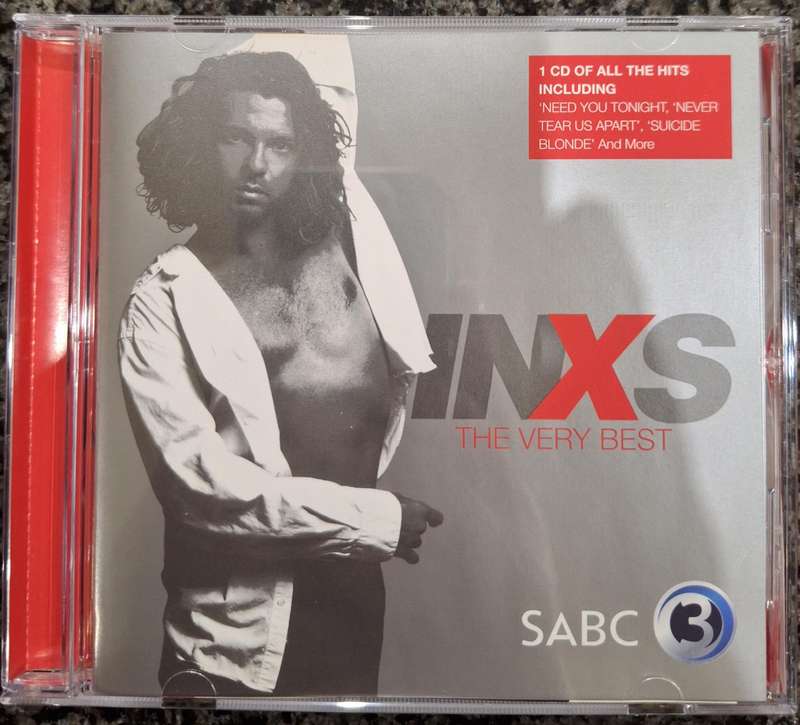 1 CD OF ALL THE HITS
INCLUDING
'NEED YOU TONIGHT, 'NEVER
TEAR US APART', 'SUICIDE
BLONDE' And More
INXS
THE VERY BEST
SABC 3